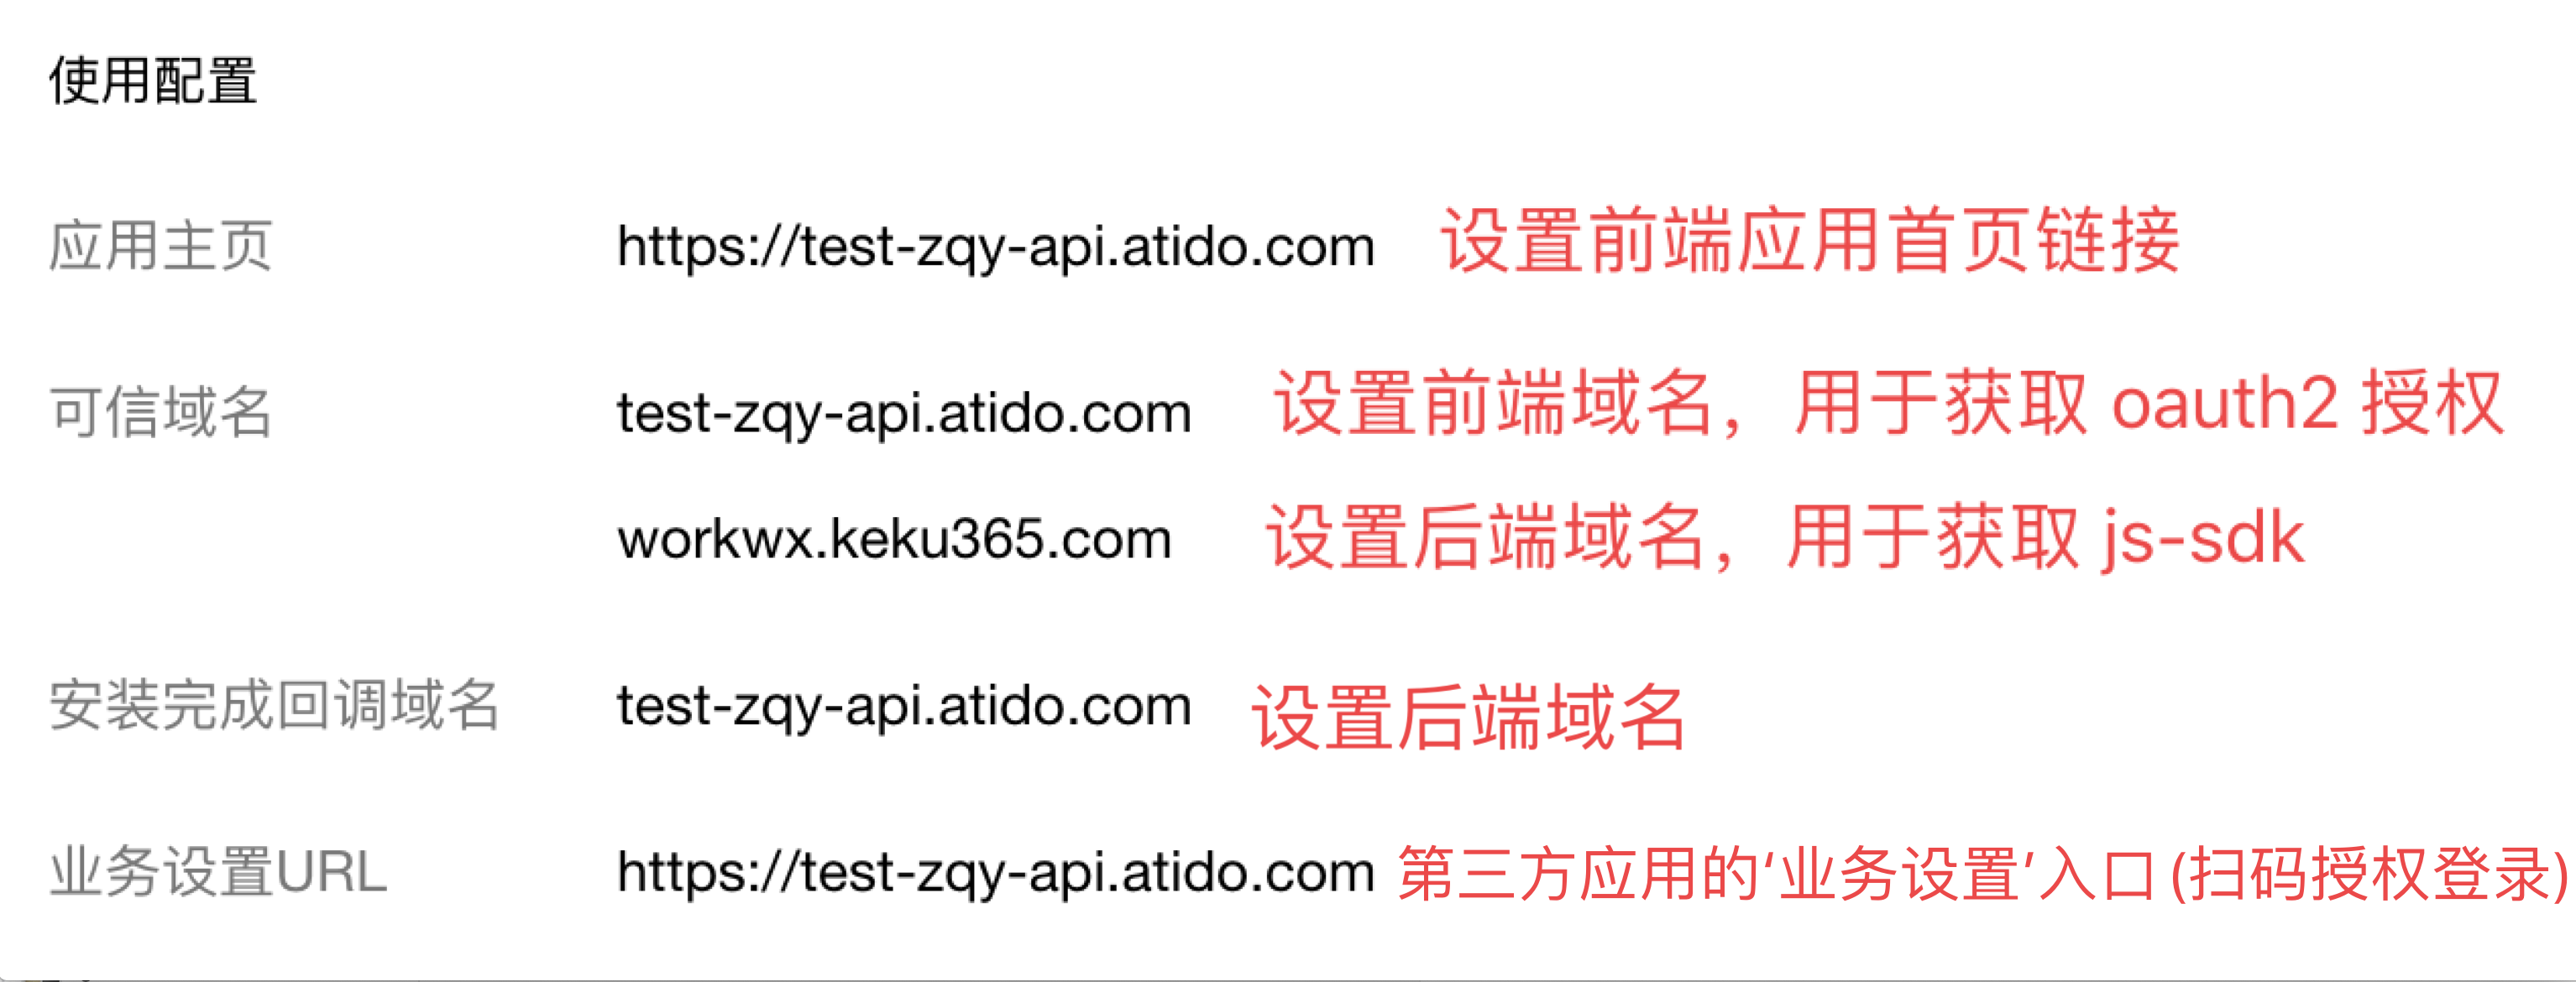 使用配置
应用主页 https://test-zqy-api.atido.com 设置前端应用首页链接
可信域名 test-zqy-api.atido.com 设置前端域名，用于获取 oauth2 授权
workwx.keku365.com 设置后端域名，用于获取 js-sdk
安装完成回调域名 test-zqy-api.atido.com 设置后端域名
业务设置URL https://test-zqy-api.atido.com 第三方应用的‘业务设置’入口(扫码授权登录)